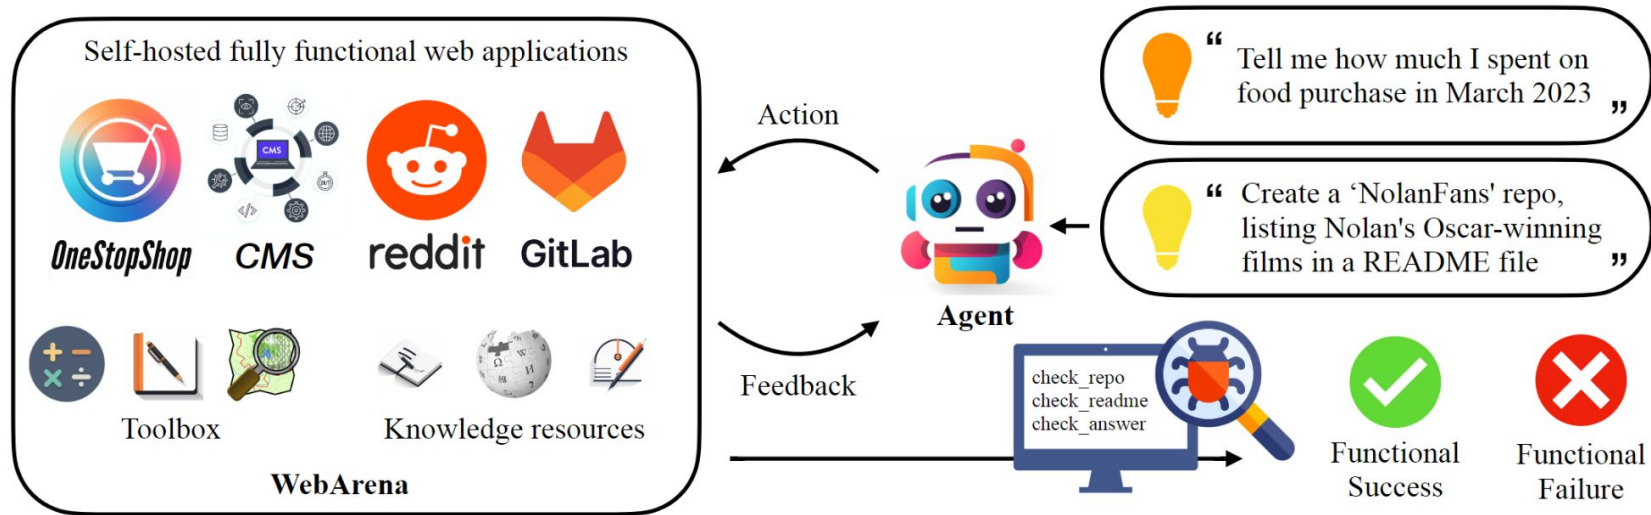 Self-hosted fully functional web applications
CMS
24/7
</>
OneStopShop
CMS
reddit
GitLab
Toolbox
Knowledge resources
WebArena
Action
Feedback
Agent
“ Tell me how much I spent on
food purchase in March 2023 ”
“ Create a ‘NolanFans' repo,
listing Nolan's Oscar-winning
films in a README file ”
check_repo
check_readme
check_answer
Functional
Success
Functional
Failure